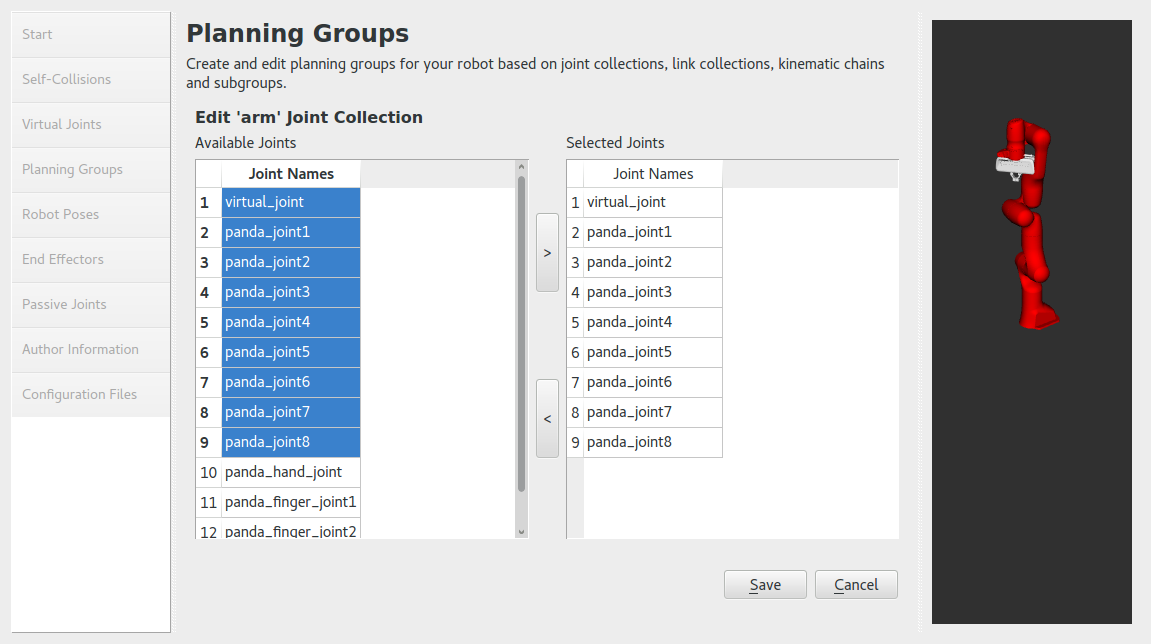 Start
Self-Collisions
Virtual Joints
Planning Groups
Robot Poses
End Effectors
Passive Joints
Author Information
Configuration Files
Planning Groups
Create and edit planning groups for your robot based on joint collections, link collections, kinematic chains
and subgroups.
Edit 'arm' Joint Collection
Available Joints
Joint Names
1 virtual_joint
2 panda_joint1
3 panda_joint2
4 panda_joint3
5 panda_joint4
6 panda_joint5
7 panda_joint6
8 panda_joint7
9 panda_joint8
10 panda_hand_joint
11 panda_finger_joint1
12 panda_finger_joint2
>
<
Selected Joints
Joint Names
1 virtual_joint
2 panda_joint1
3 panda_joint2
4 panda_joint3
5 panda_joint4
6 panda_joint5
7 panda_joint6
8 panda_joint7
9 panda_joint8
Save
Cancel